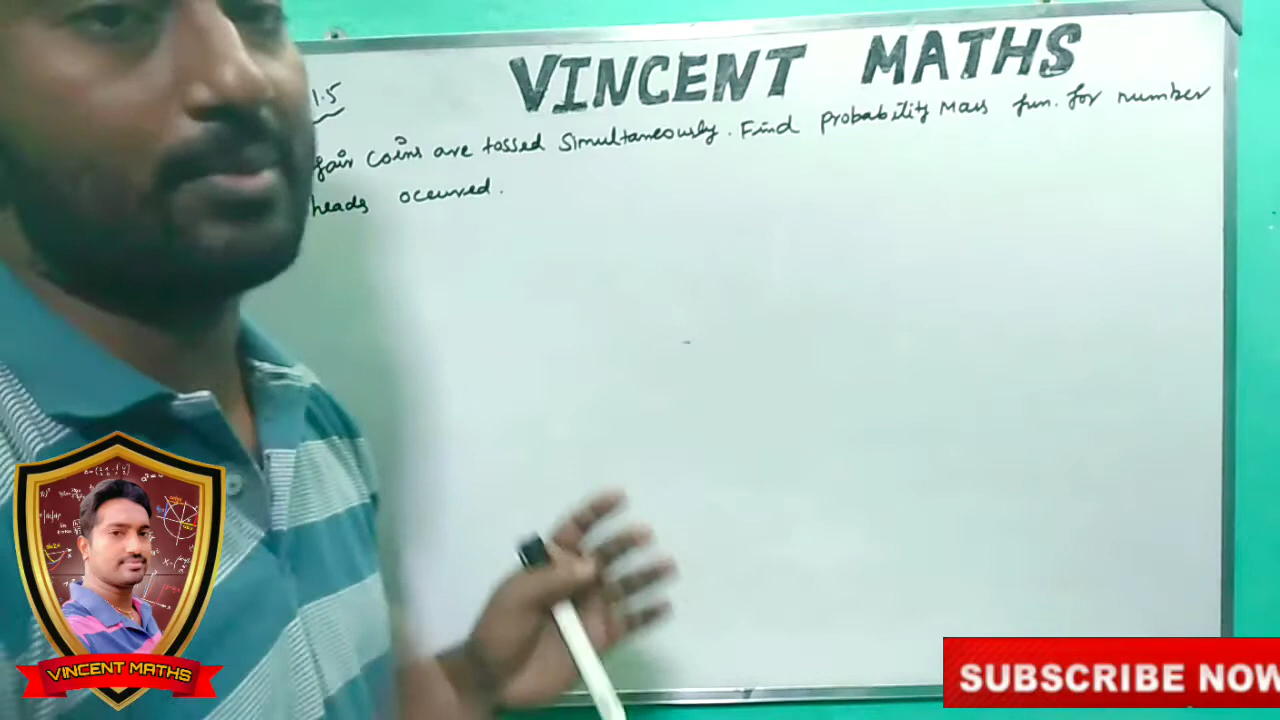 VINCENT MATHS
1.5
fair coins are tossed simultaneously. Find probability Mass fun. for number
heads occured.
VINCENT MATHS
SUBSCRIBE NOW